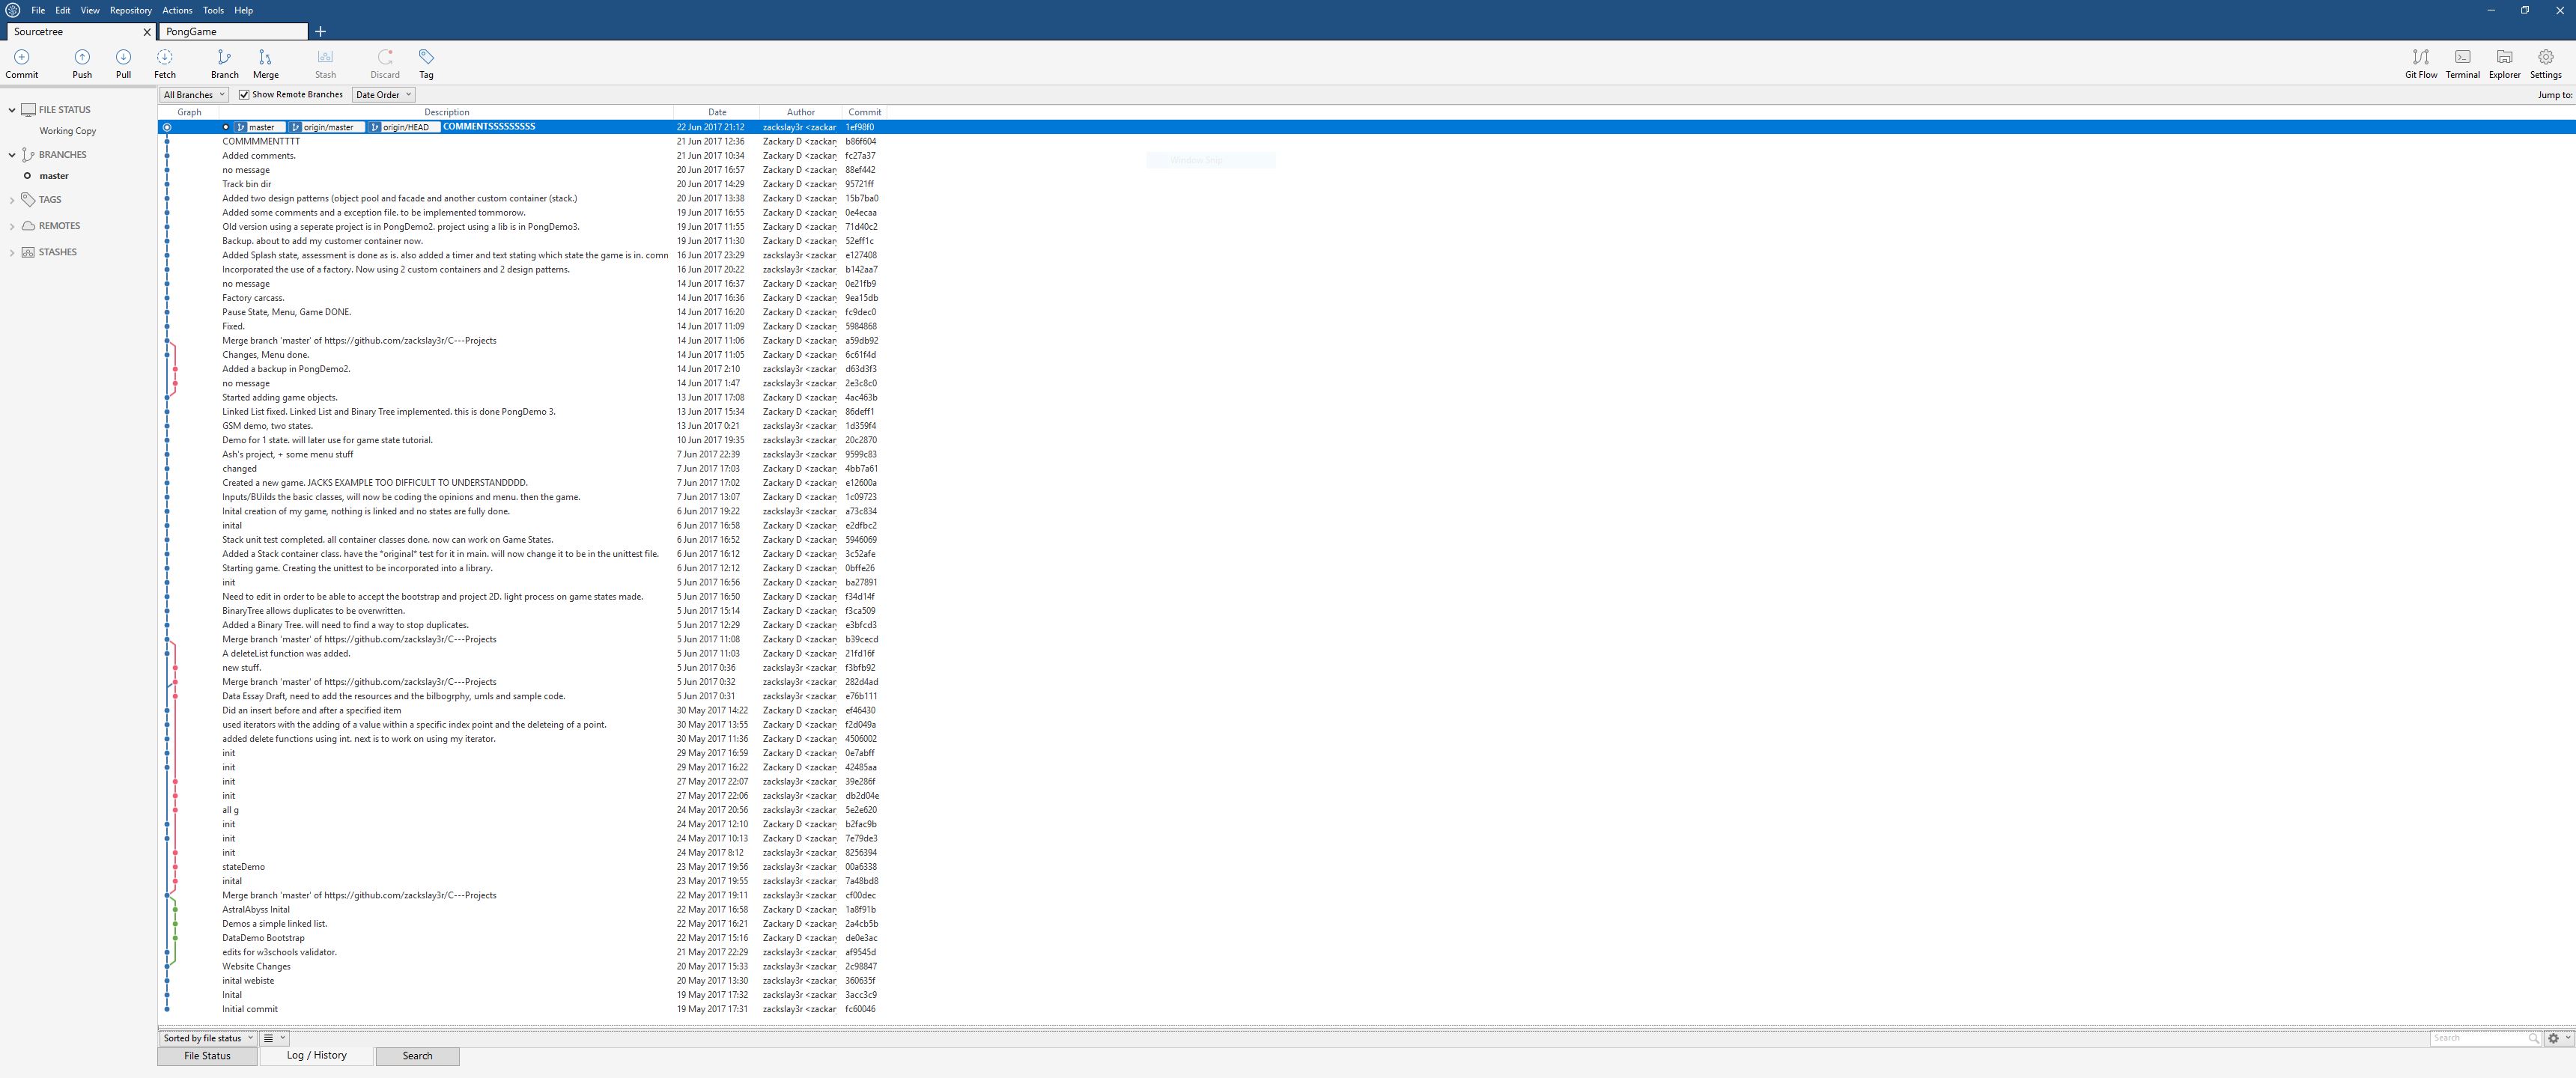 File Edit View Repository Actions Tools Help
Sourcetree PongGame
Commit Push Pull Fetch Branch Merge Stash Discard Tag Git Flow Terminal Explorer Settings
All Branches Show Remote Branches Date Order Jump to:
FILE STATUS
Working Copy
BRANCHES
master
TAGS
REMOTES
STASHES
Graph Description Date Author Commit
master origin/master origin/HEAD COMMENTSSSSSSSSS 22 Jun 2017 21:12 zackslay3r <zackar 1ef98f0
COMMMMENTTTT 21 Jun 2017 12:36 Zackary D <zackar b86f604
Added comments. 21 Jun 2017 10:34 Zackary D <zackar fc27a37
no message 20 Jun 2017 16:57 Zackary D <zackar 88ef442
Track bin dir 20 Jun 2017 14:29 Zackary D <zackar 95721ff
Added two design patterns (object pool and facade and another custom container (stack.) 20 Jun 2017 13:38 Zackary D <zackar 15b7ba0
Added some comments and a exception file. to be implemented tommorow. 19 Jun 2017 16:55 Zackary D <zackar 0e4ecaa
Old version using a seperate project is in PongDemo2. project using a lib is in PongDemo3. 19 Jun 2017 11:55 Zackary D <zackar 71d40c2
Backup. about to add my customer container now. 19 Jun 2017 11:30 Zackary D <zackar 52eff1c
Added Splash state, assessment is done as is. also added a timer and text stating which state the game is in. comn 16 Jun 2017 23:29 zackslay3r <zackar e127408
Incorporated the use of a factory. Now using 2 custom containers and 2 design patterns. 16 Jun 2017 20:22 zackslay3r <zackar b142aa7
no message 14 Jun 2017 16:37 Zackary D <zackar 0e21fb9
Factory carcass. 14 Jun 2017 16:36 Zackary D <zackar 9ea15db
Pause State, Menu, Game DONE. 14 Jun 2017 16:20 Zackary D <zackar fc9dec0
Fixed. 14 Jun 2017 11:09 Zackary D <zackar 5984868
Merge branch 'master' of https://github.com/zackslay3r/C---Projects 14 Jun 2017 11:06 Zackary D <zackar a59db92
Changes, Menu done. 14 Jun 2017 11:05 Zackary D <zackar 6c61f4d
Added a backup in PongDemo2. 14 Jun 2017 2:10 zackslay3r <zackar d63d3f3
no message 14 Jun 2017 1:47 zackslay3r <zackar 2e3c8c0
Started adding game objects. 13 Jun 2017 17:08 Zackary D <zackar 4ac463b
Linked List fixed. Linked List and Binary Tree implemented. this is done PongDemo 3. 13 Jun 2017 15:34 Zackary D <zackar 86deff1
GSM demo, two states. 13 Jun 2017 0:21 zackslay3r <zackar 1d359f4
Demo for 1 state. will later use for game state tutorial. 10 Jun 2017 19:35 zackslay3r <zackar 20c2870
Ash's project, + some menu stuff 7 Jun 2017 22:39 zackslay3r <zackar 9599c83
changed 7 Jun 2017 17:03 Zackary D <zackar 4bb7a61
Created a new game. JACKS EXAMPLE TOO DIFFICULT TO UNDERSTANDDDD. 7 Jun 2017 17:02 Zackary D <zackar e12600a
Inputs/BUilds the basic classes, will now be coding the opinions and menu. then the game. 7 Jun 2017 13:07 Zackary D <zackar 1c09723
Inital creation of my game, nothing is linked and no states are fully done. 6 Jun 2017 19:22 zackslay3r <zackar a73c834
inital 6 Jun 2017 16:58 Zackary D <zackar e2dfbc2
Stack unit test completed. all container classes done. now can work on Game States. 6 Jun 2017 16:52 Zackary D <zackar 5946069
Added a Stack container class. have the *original* test for it in main. will now change it to be in the unittest file. 6 Jun 2017 16:12 Zackary D <zackar 3c52afe
Starting game. Creating the unittest to be incorporated into a library. 6 Jun 2017 12:12 Zackary D <zackar 0bffe26
init 5 Jun 2017 16:56 Zackary D <zackar ba27891
Need to edit in order to be able to accept the bootstrap and project 2D. light process on game states made. 5 Jun 2017 16:50 Zackary D <zackar f34d14f
BinaryTree allows duplicates to be overwritten. 5 Jun 2017 15:14 Zackary D <zackar f3ca509
Added a Binary Tree. will need to find a way to stop duplicates. 5 Jun 2017 12:29 Zackary D <zackar e3bfcd3
Merge branch 'master' of https://github.com/zackslay3r/C---Projects 5 Jun 2017 11:08 Zackary D <zackar b39cecd
A deleteList function was added. 5 Jun 2017 11:03 Zackary D <zackar 21fd16f
new stuff. 5 Jun 2017 0:36 zackslay3r <zackar f3bfb92
Merge branch 'master' of https://github.com/zackslay3r/C---Projects 5 Jun 2017 0:32 zackslay3r <zackar 282d4ad
Data Essay Draft, need to add the resources and the bilbogrphy, umls and sample code. 5 Jun 2017 0:31 zackslay3r <zackar e76b111
Did an insert before and after a specified item 30 May 2017 14:22 Zackary D <zackar ef46430
used iterators with the adding of a value within a specific index point and the deleteing of a point. 30 May 2017 13:55 Zackary D <zackar f2d049a
added delete functions using int. next is to work on using my iterator. 30 May 2017 11:36 Zackary D <zackar 4506002
init 29 May 2017 16:59 Zackary D <zackar 0e7abff
init 29 May 2017 16:22 Zackary D <zackar 42485aa
init 27 May 2017 22:07 zackslay3r <zackar 39e286f
init 27 May 2017 22:06 zackslay3r <zackar db2d04e
all g 24 May 2017 20:56 zackslay3r <zackar 5e2e620
init 24 May 2017 12:10 Zackary D <zackar b2fac9b
init 24 May 2017 10:13 Zackary D <zackar 7e79de3
init 24 May 2017 8:12 zackslay3r <zackar 8256394
stateDemo 23 May 2017 19:56 zackslay3r <zackar 00a6338
inital 23 May 2017 19:55 zackslay3r <zackar 7a48bd8
Merge branch 'master' of https://github.com/zackslay3r/C---Projects 22 May 2017 19:11 zackslay3r <zackar cf00dec
AstralAbyss Inital 22 May 2017 16:58 Zackary D <zackar 1a8f91b
Demos a simple linked list. 22 May 2017 16:21 Zackary D <zackar 2a4cb5b
DataDemo Bootstrap 22 May 2017 15:16 Zackary D <zackar de0e3ac
edits for w3schools validator. 21 May 2017 22:29 zackslay3r <zackar af9545d
Website Changes 20 May 2017 15:33 zackslay3r <zackar 2c98847
inital webiste 20 May 2017 13:30 zackslay3r <zackar 360635f
Inital 19 May 2017 17:32 zackslay3r <zackar 3acc3c9
Initial commit 19 May 2017 17:31 zackslay3r <zackar fc60046
Sorted by file status Search
File Status Log / History Search